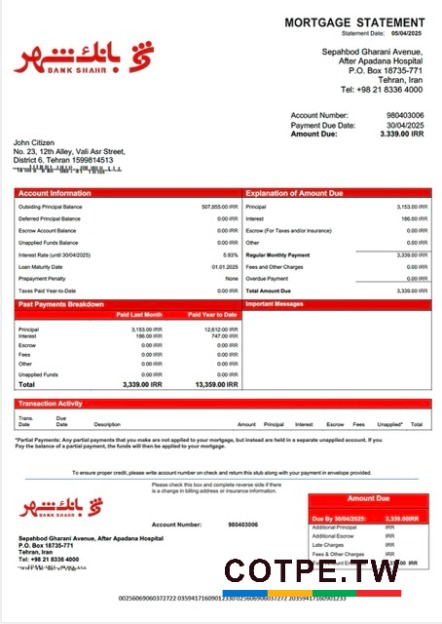 MORTGAGE STATEMENT
Statement Date: 05/04/2025
بانك شهر
BANK SHAHR
Sepahbod Gharani Avenue,
After Apadana Hospital
P.O. Box 18735-771
Tehran, Iran
Tel: +98 21 8336 4000
Account Number: 980403006
Payment Due Date: 30/04/2025
Amount Due: 3.339.00 IRR
John Citizen
No. 23, 12th Alley, Vali Asr Street,
District 6, Tehran 1599814513
Account Information
Outsiding Principal Balance 507,955.00 IRR
Deferred Principal Balance 0.00 IRR
Escrow Account Balance 0.00 IRR
Unapplied Funds Balance 0.00 IRR
Interest Rate (until 30/04/2025) 5.93%
Loan Maturity Date 01.01.2025
Prepayment Penalty None
Taxes Paid Year-to-Date 0.00 IRR
Explanation of Amount Due
Principal 3,153.00 IRR
Interest 186.00 IRR
Escrow (For Taxes and/or Insurance) 0.00 IRR
Other 0.00 IRR
Regular Monthly Payment 3,339.00 IRR
Fees and Other Charges 0.00 IRR
Overdue Payment 0.00 IRR
Total Amount Due 3,339.00 IRR
Past Payments Breakdown
Paid Last Month Paid Year to Date
Principal 3,153.00 IRR 12,612.00 IRR
Interest 186.00 IRR 747.00 IRR
Escrow 0.00 IRR 0.00 IRR
Fees 0.00 IRR 0.00 IRR
Other 0.00 IRR 0.00 IRR
Unapplied Funds 0.00 IRR 0.00 IRR
Total 3,339.00 IRR 13,359.00 IRR
Important Messages
Transaction Activity
Trans. Date Due Date Description Amount Principal Interest Escrow Fees Unapplied* Total
*Partial Payments: Any partial payments that you make are not applied to your mortgage, but instead are held in a separate unapplied account. If you
Pay the balance of a partial payment, the funds will then be applied to your mortgage.
To ensure proper credit, please write account number on check and return this stub along with your payment in envelope provided.
Please check this box and complete reverse side if there
is a change in billing address or insurance information.
بانك شهر
BANK SHAHR
Account Number: 980403006
Sepahbod Gharani Avenue, After Apadana Hospital
P.O. Box 18735-771
Tehran, Iran
Tel: +98 21 8336 4000
Amount Due
Due By 30/04/2025: 3,339.00IRR
Additional Principal IRR
Additional Escrow IRR
Late Charges IRR
Fees & Other Charges IRR
COTPE.TW